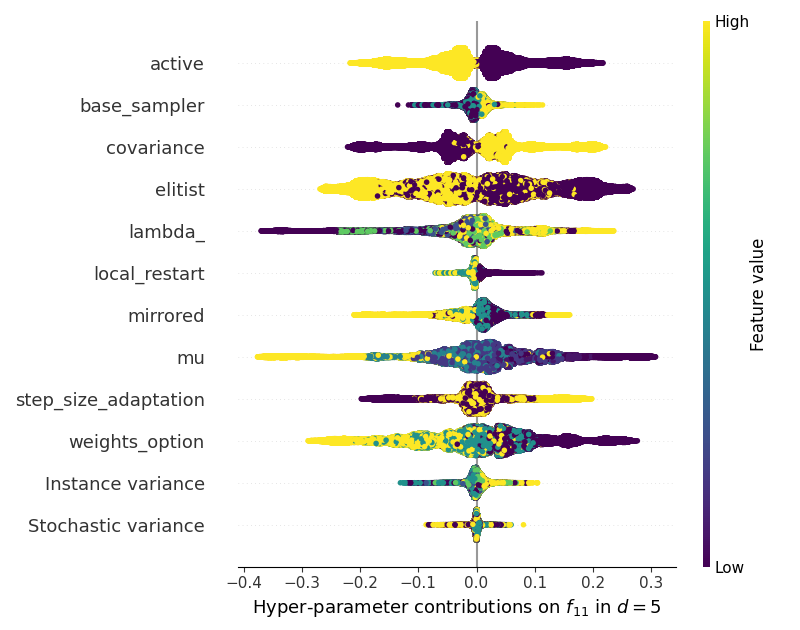 High
active
base_sampler
covariance
elitist
lambda_
local_restart
mirrored
mu
step_size_adaptation
weights_option
Instance variance
Stochastic variance
Feature value
Low
−0.4 −0.3 −0.2 −0.1 0.0 0.1 0.2 0.3
Hyper-parameter contributions on f₁₁ in d = 5